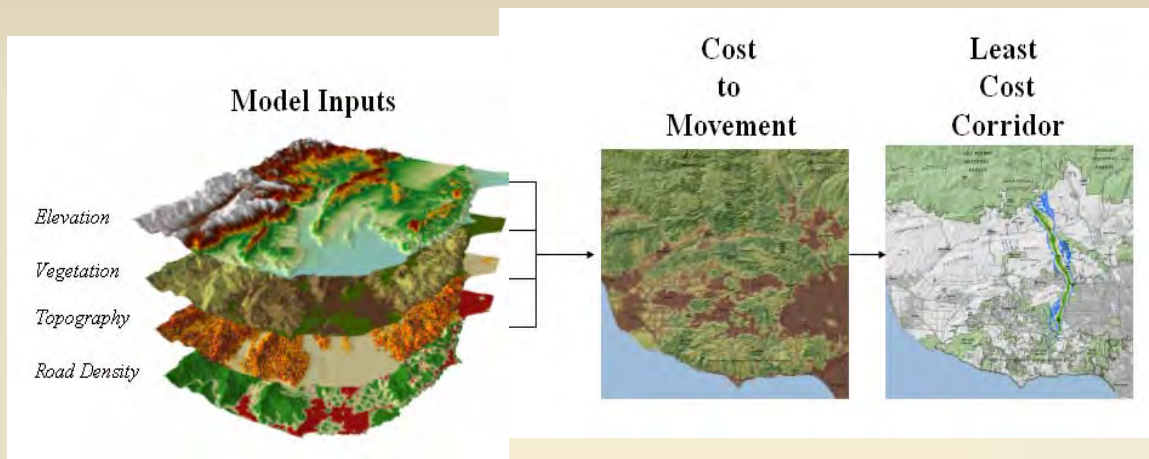 Model Inputs
Elevation
Vegetation
Topography
Road Density
Cost
to
Movement
Least
Cost
Corridor